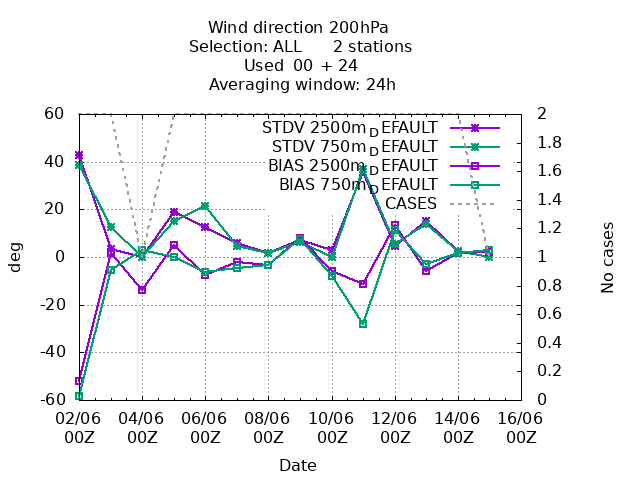 Wind direction 200hPa
Selection: ALL 2 stations
Used 00 + 24
Averaging window: 24h
STDV 2500m_DEFAULT
STDV 750m_DEFAULT
BIAS 2500m_DEFAULT
BIAS 750m_DEFAULT
CASES
deg
60
40
20
0
-20
-40
-60
No cases
2
1.8
1.6
1.4
1.2
1
0.8
0.6
0.4
0.2
0
02/06 04/06 06/06 08/06 10/06 12/06 14/06 16/06
00Z 00Z 00Z 00Z 00Z 00Z 00Z 00Z
Date